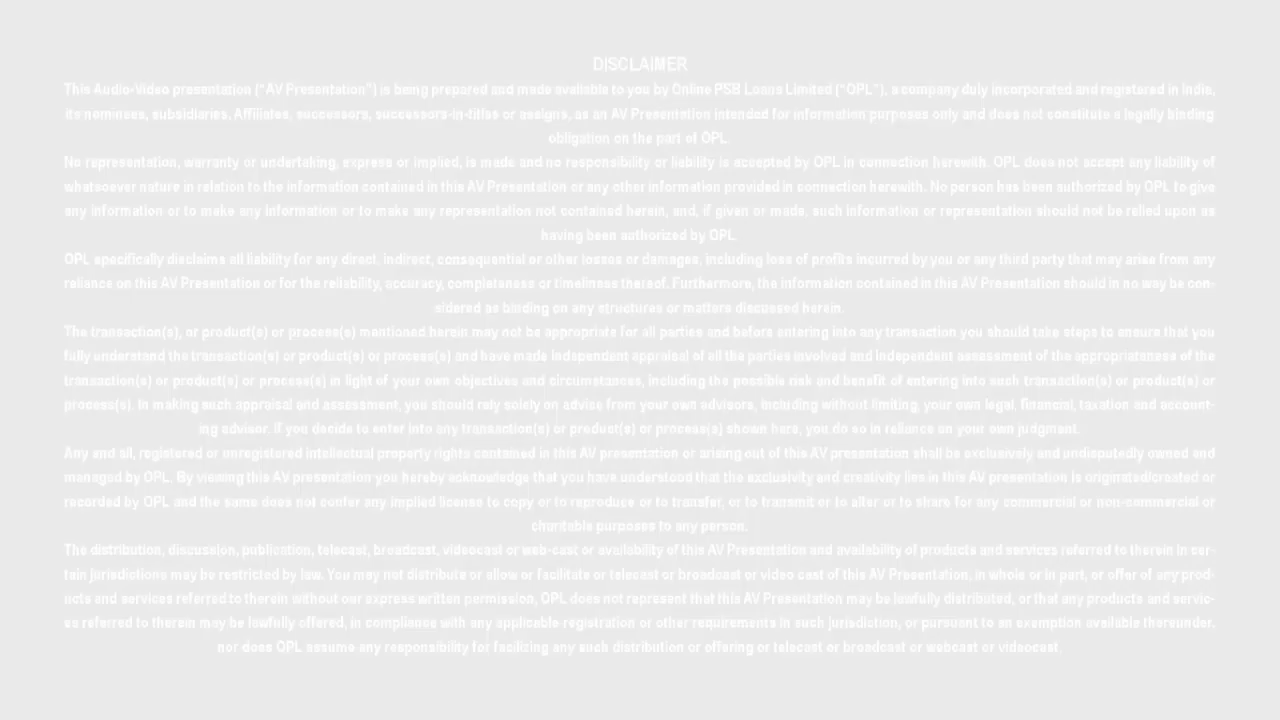 DISCLAIMER
This Audio-Video presentation ("AV Presentation") is being prepared and made available to you by Online PSB Loans Limited ("OPL"), a company duly incorporated and registered in India,
its nominees, subsidiaries, Affiliates, successors, successors-in-titles or assigns, as an AV Presentation intended for information purposes only and does not constitute a legally binding
obligation on the part of OPL.
No representation, warranty or undertaking, express or implied, is made and no responsibility or liability is accepted by OPL in connection herewith. OPL does not accept any liability of
whatsoever nature in relation to the information contained in this AV Presentation or any other information provided in connection herewith. No person has been authorized by OPL to give
any information or to make any information or to make any representation not contained herein, and, if given or made, such information or representation should not be relied upon as
having been authorized by OPL.
OPL specifically disclaims all liability for any direct, indirect, consequential or other losses or damages, including loss of profits incurred by you or any third party that may arise from any
reliance on this AV Presentation or for the reliability, accuracy, completeness or timeliness thereof. Furthermore, the information contained in this AV Presentation should in no way be con-
sidered as binding on any structures or matters discussed herein.
The transaction(s), or product(s) or process(s) mentioned herein may not be appropriate for all parties and before entering into any transaction you should take steps to ensure that you
fully understand the transaction(s) or product(s) or process(s) and have made independent appraisal of all the parties involved and independent assessment of the appropriateness of the
transaction(s) or product(s) or process(s) in light of your own objectives and circumstances, including the possible risk and benefit of entering into such transaction(s) or product(s) or
process(s). In making such appraisal and assessment, you should rely solely on advise from your own advisors, including without limiting, your own legal, financial, taxation and account-
ing advisor. If you decide to enter into any transaction(s) or product(s) or process(s) shown here, you do so in reliance on your own judgment.
Any and all, registered or unregistered intellectual property rights contained in this AV presentation or arising out of this AV presentation shall be exclusively and undisputedly owned and
managed by OPL. By viewing this AV presentation you hereby acknowledge that you have understood that the exclusivity and creativity lies in this AV presentation is originated/created or
recorded by OPL and the same does not confer any implied license to copy or to reproduce or to transfer, or to transmit or to alter or to share for any commercial or non-commercial or
charitable purposes to any person.
The distribution, discussion, publication, telecast, broadcast, videocast or web-cast or availability of this AV Presentation and availability of products and services referred to therein in cer-
tain jurisdictions may be restricted by law. You may not distribute or allow or facilitate or telecast or broadcast or video cast of this AV Presentation, in whole or in part, or offer of any prod-
ucts and services referred to therein without our express written permission, OPL does not represent that this AV Presentation may be lawfully distributed, or that any products and servic-
es referred to therein may be lawfully offered, in compliance with any applicable registration or other requirements in such jurisdiction, or pursuant to an exemption available thereunder,
nor does OPL assume any responsibility for facilizing any such distribution or offering or telecast or broadcast or webcast or videocast.